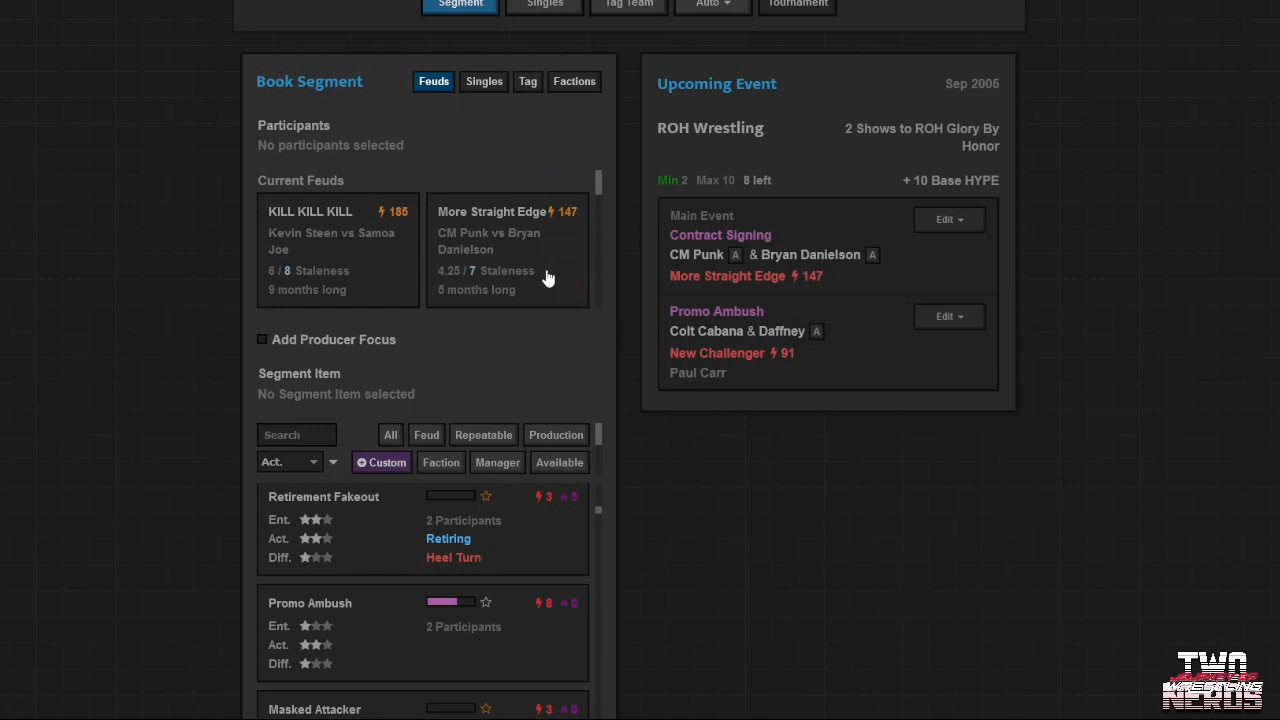 Segment Singles Tag Team Auto Tournament
Book Segment Feuds Singles Tag Factions
Participants
No participants selected
Current Feuds
KILL KILL KILL 185
Kevin Steen vs Samoa
Joe
6 / 8 Staleness
9 months long
More Straight Edge 147
CM Punk vs Bryan
Danielson
4.25 / 7 Staleness
5 months long
Add Producer Focus
Segment Item
No Segment Item selected
Search All Feud Repeatable Production
Act. Custom Faction Manager Available
Retirement Fakeout 3 5
Ent. 2 Participants
Act. Retiring
Diff. Heel Turn
Promo Ambush 8 0
Ent. 2 Participants
Act.
Diff.
Masked Attacker 3 0
Upcoming Event Sep 2005
ROH Wrestling 2 Shows to ROH Glory By
Honor
Min 2 Max 10 8 left + 10 Base HYPE
Main Event Edit
Contract Signing
CM Punk A & Bryan Danielson A
More Straight Edge 147
Promo Ambush Edit
Colt Cabana & Daffney A
New Challenger 91
Paul Carr
TWO
WRESTLING
NERDS